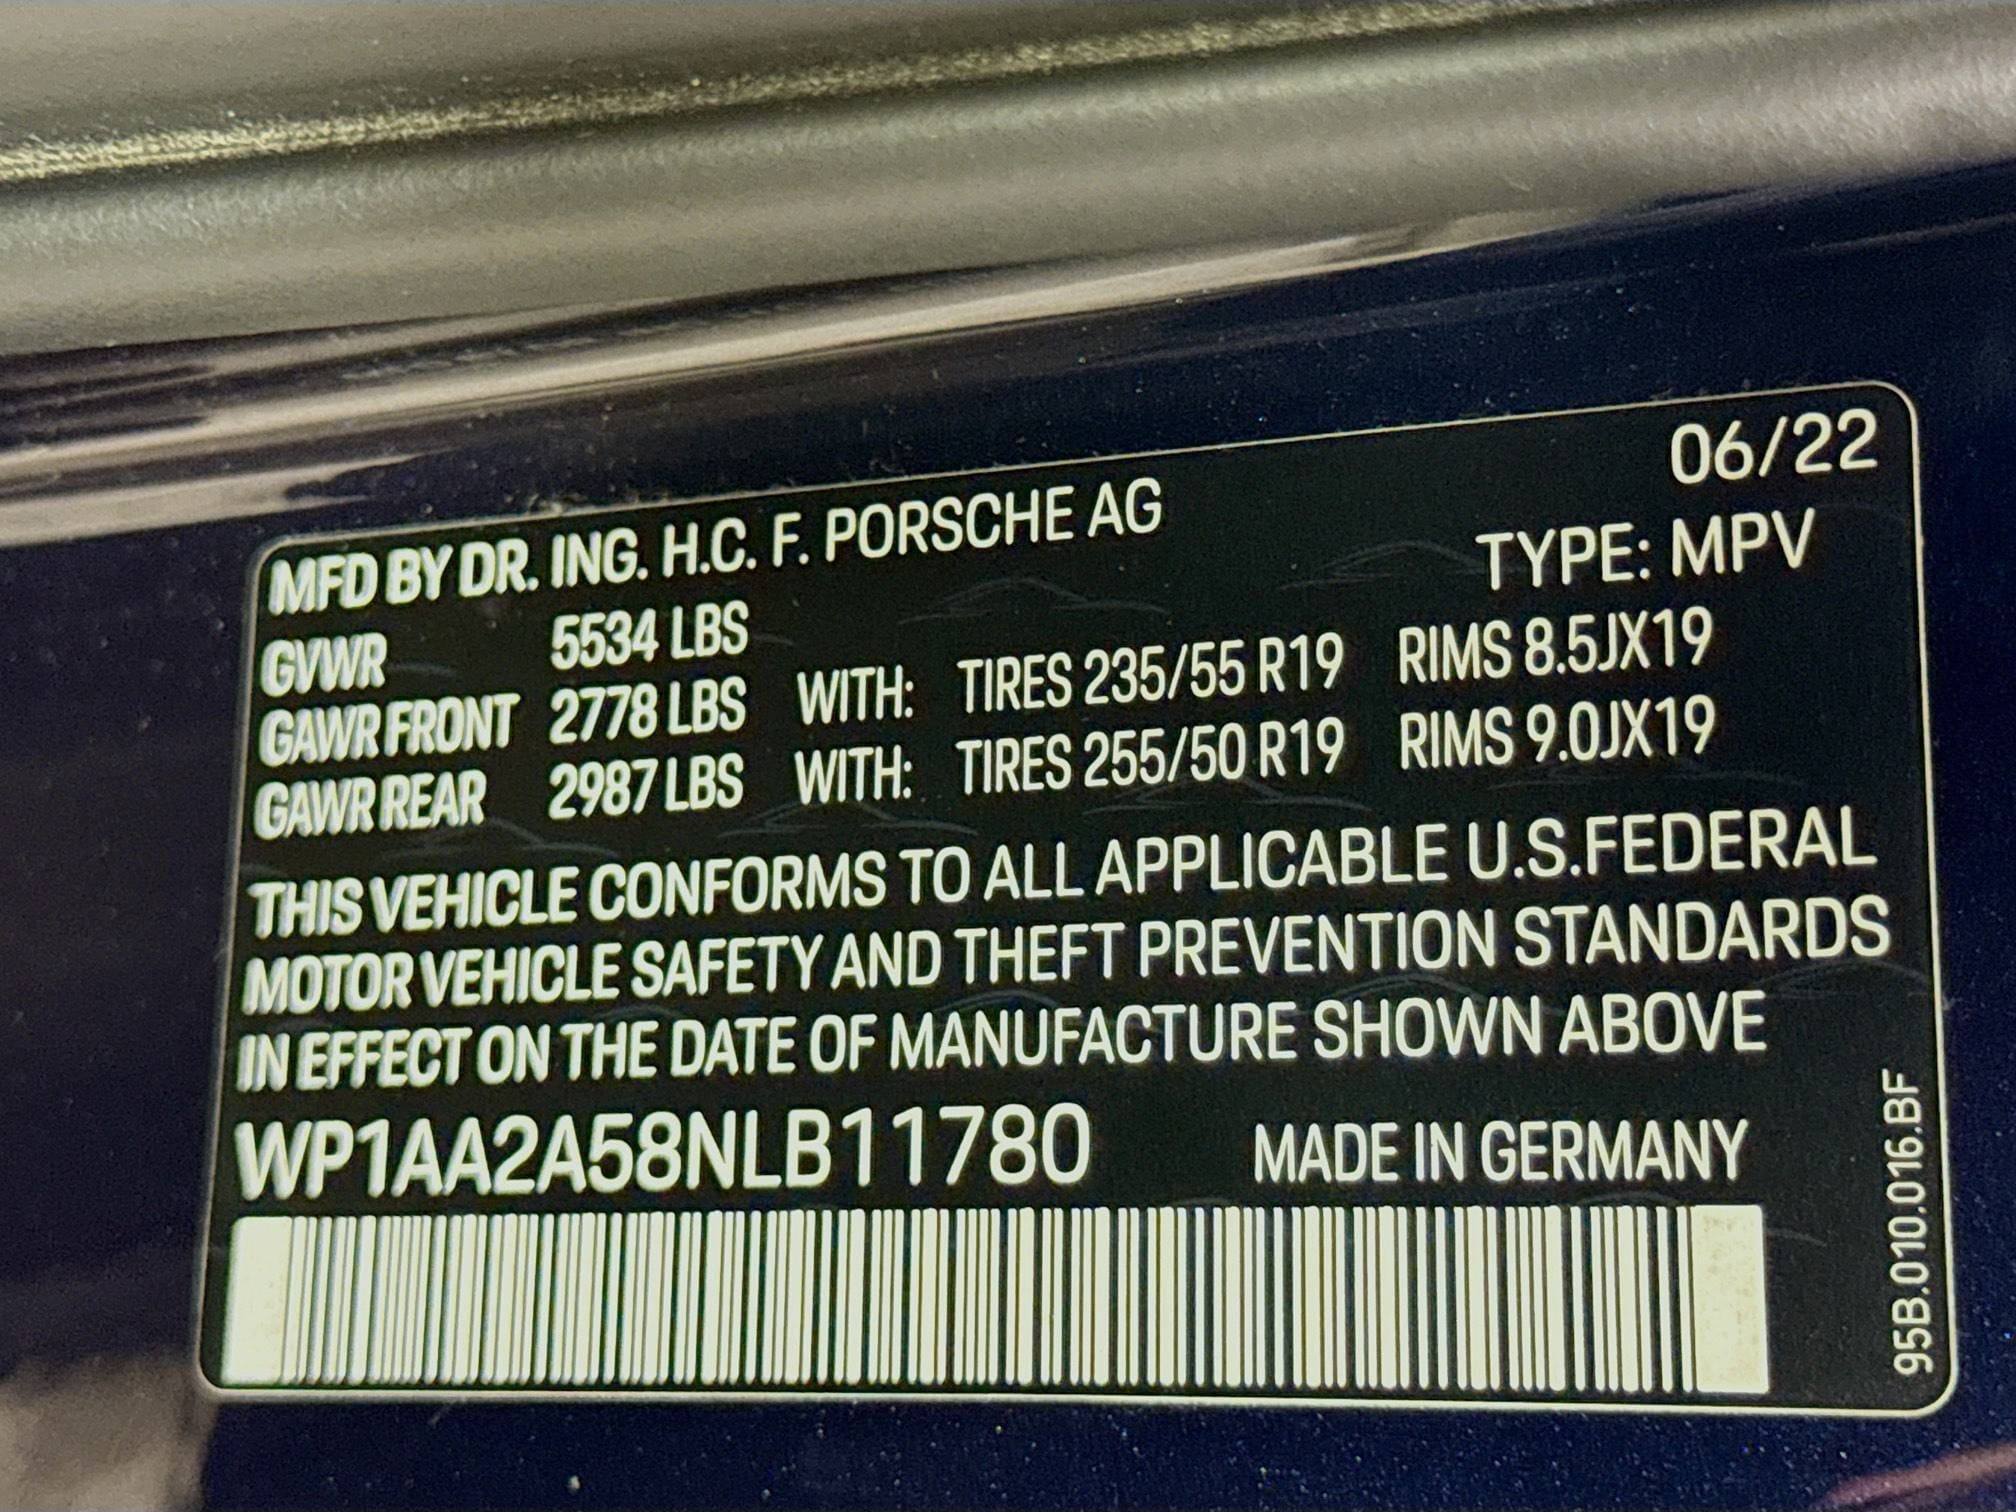 06/22
MFD BY DR. ING. H.C. F. PORSCHE AG
TYPE: MPV
GVWR 5534 LBS
GAWR FRONT 2778 LBS WITH: TIRES 235/55 R19 RIMS 8.5JX19
GAWR REAR 2987 LBS WITH: TIRES 255/50 R19 RIMS 9.0JX19
THIS VEHICLE CONFORMS TO ALL APPLICABLE U.S.FEDERAL
MOTOR VEHICLE SAFETY AND THEFT PREVENTION STANDARDS
IN EFFECT ON THE DATE OF MANUFACTURE SHOWN ABOVE
WP1AA2A58NLB11780 MADE IN GERMANY
95B.010.016.BF